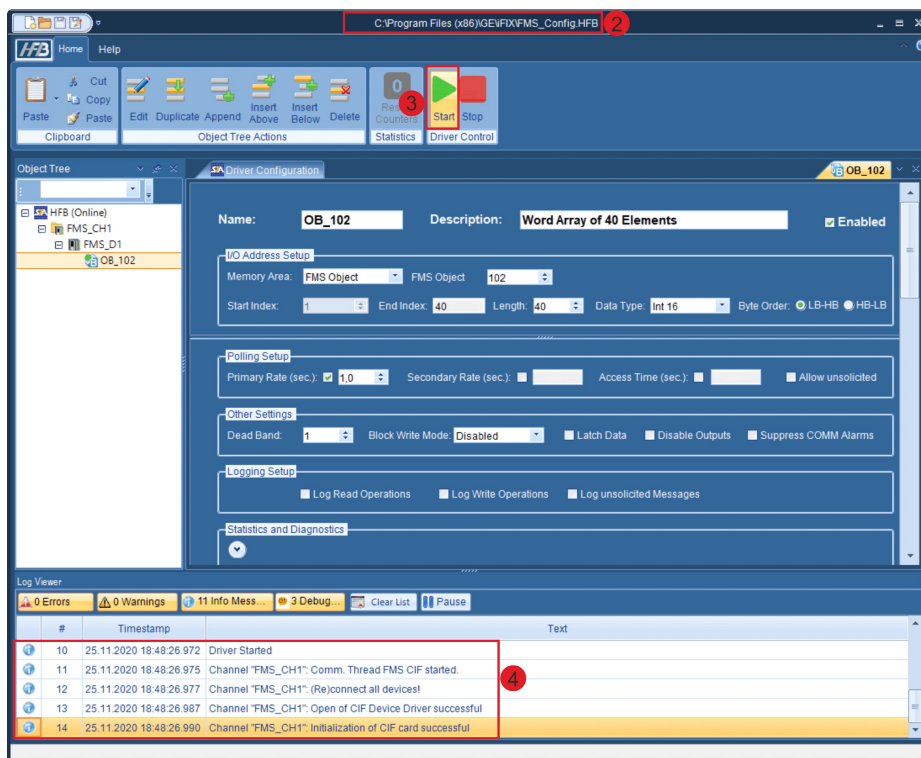 C:\Program Files (x86)\GE\iFIX\FMS_Config.HFB
2
HFB Home Help
Paste
Cut
Copy
Paste
Clipboard
Edit Duplicate Append Insert Above Insert Below Delete
Object Tree Actions
0
Counters
Statistics
3
Start Stop
Driver Control
Object Tree
HFB (Online)
FMS_CH1
FMS_D1
OB_102
Driver Configuration
OB_102
Name: OB_102 Description: Word Array of 40 Elements Enabled
I/O Address Setup
Memory Area: FMS Object FMS Object 102
Start Index: 1 End Index: 40 Length: 40 Data Type: Int 16 Byte Order: LB-HB HB-LB
Polling Setup
Primary Rate (sec.): 1,0 Secondary Rate (sec.): Access Time (sec.): Allow unsolicited
Other Settings
Dead Band: 1 Block Write Mode: Disabled Latch Data Disable Outputs Suppress COMM Alarms
Logging Setup
Log Read Operations Log Write Operations Log unsolicited Messages
Statistics and Diagnostics
Log Viewer
0 Errors 0 Warnings 11 Info Mess... 3 Debug... Clear List Pause
# Timestamp Text
10 25.11.2020 18:48:26.972 Driver Started
11 25.11.2020 18:48:26.975 Channel "FMS_CH1": Comm. Thread FMS CIF started.
12 25.11.2020 18:48:26.977 Channel "FMS_CH1": (Re)connect all devices!
13 25.11.2020 18:48:26.987 Channel "FMS_CH1": Open of CIF Device Driver successful
14 25.11.2020 18:48:26.990 Channel "FMS_CH1": Initialization of CIF card successful
4